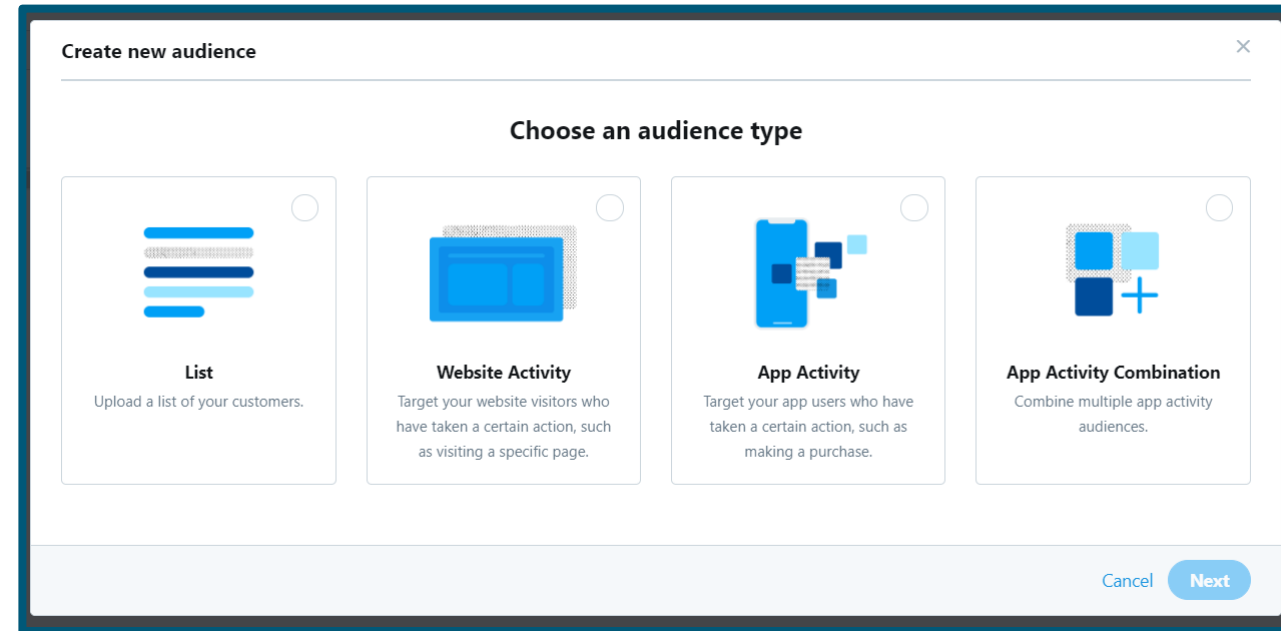 Create new audience
Choose an audience type
List
Upload a list of your customers.
Website Activity
Target your website visitors who
have taken a certain action, such
as visiting a specific page.
App Activity
Target your app users who have
taken a certain action, such as
making a purchase.
App Activity Combination
Combine multiple app activity
audiences.
Cancel
Next